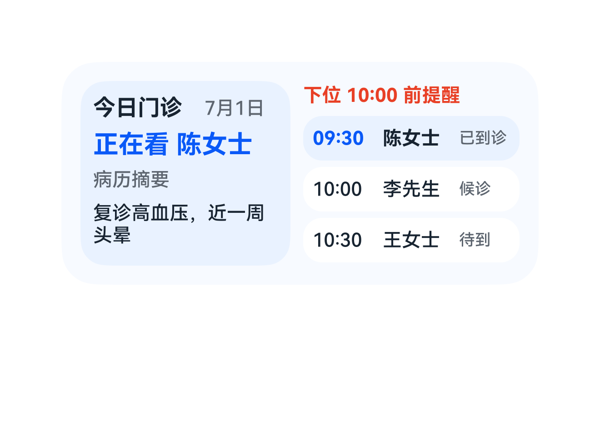 今日门诊 7月1日
正在看 陈女士
病历摘要
复诊高血压，近一周
头晕
下位 10:00 前提醒
09:30 陈女士 已到诊
10:00 李先生 候诊
10:30 王女士 待到